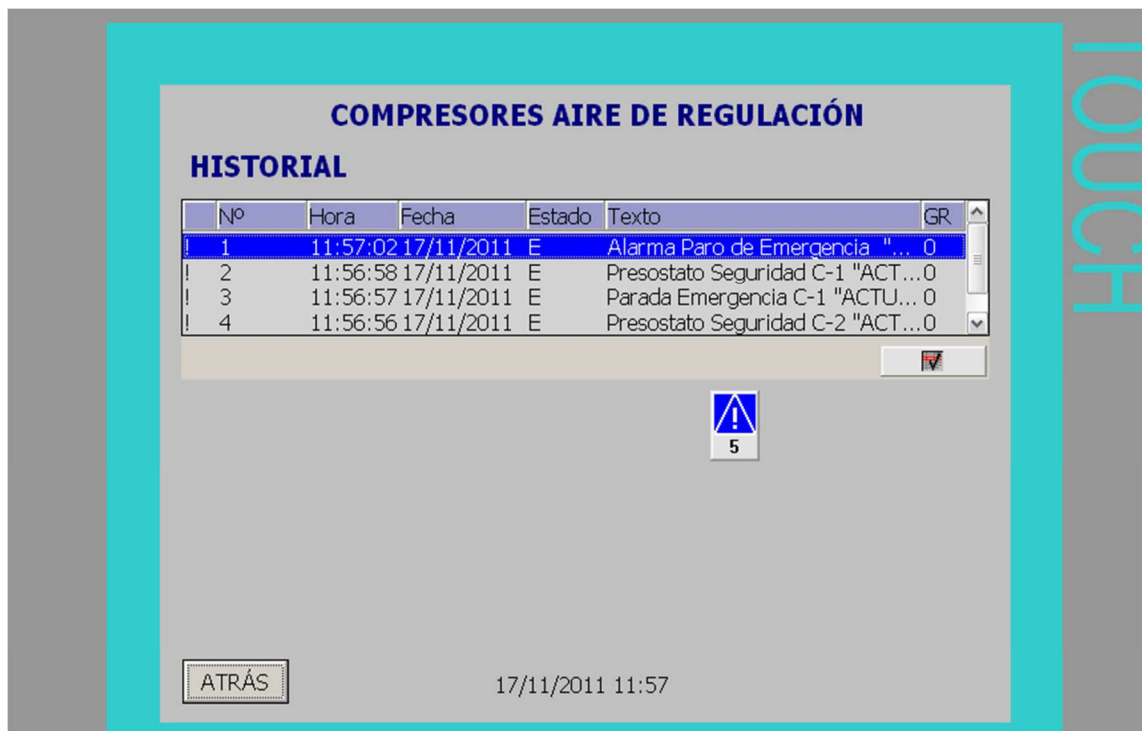 COMPRESORES AIRE DE REGULACIÓN
HISTORIAL
Nº Hora Fecha Estado Texto GR
! 1 11:57:02 17/11/2011 E Alarma Paro de Emergencia "... 0
! 2 11:56:58 17/11/2011 E Presostato Seguridad C-1 "ACT... 0
! 3 11:56:57 17/11/2011 E Parada Emergencia C-1 "ACTU... 0
! 4 11:56:56 17/11/2011 E Presostato Seguridad C-2 "ACT... 0
!
5
ATRÁS
17/11/2011 11:57
TOUCH